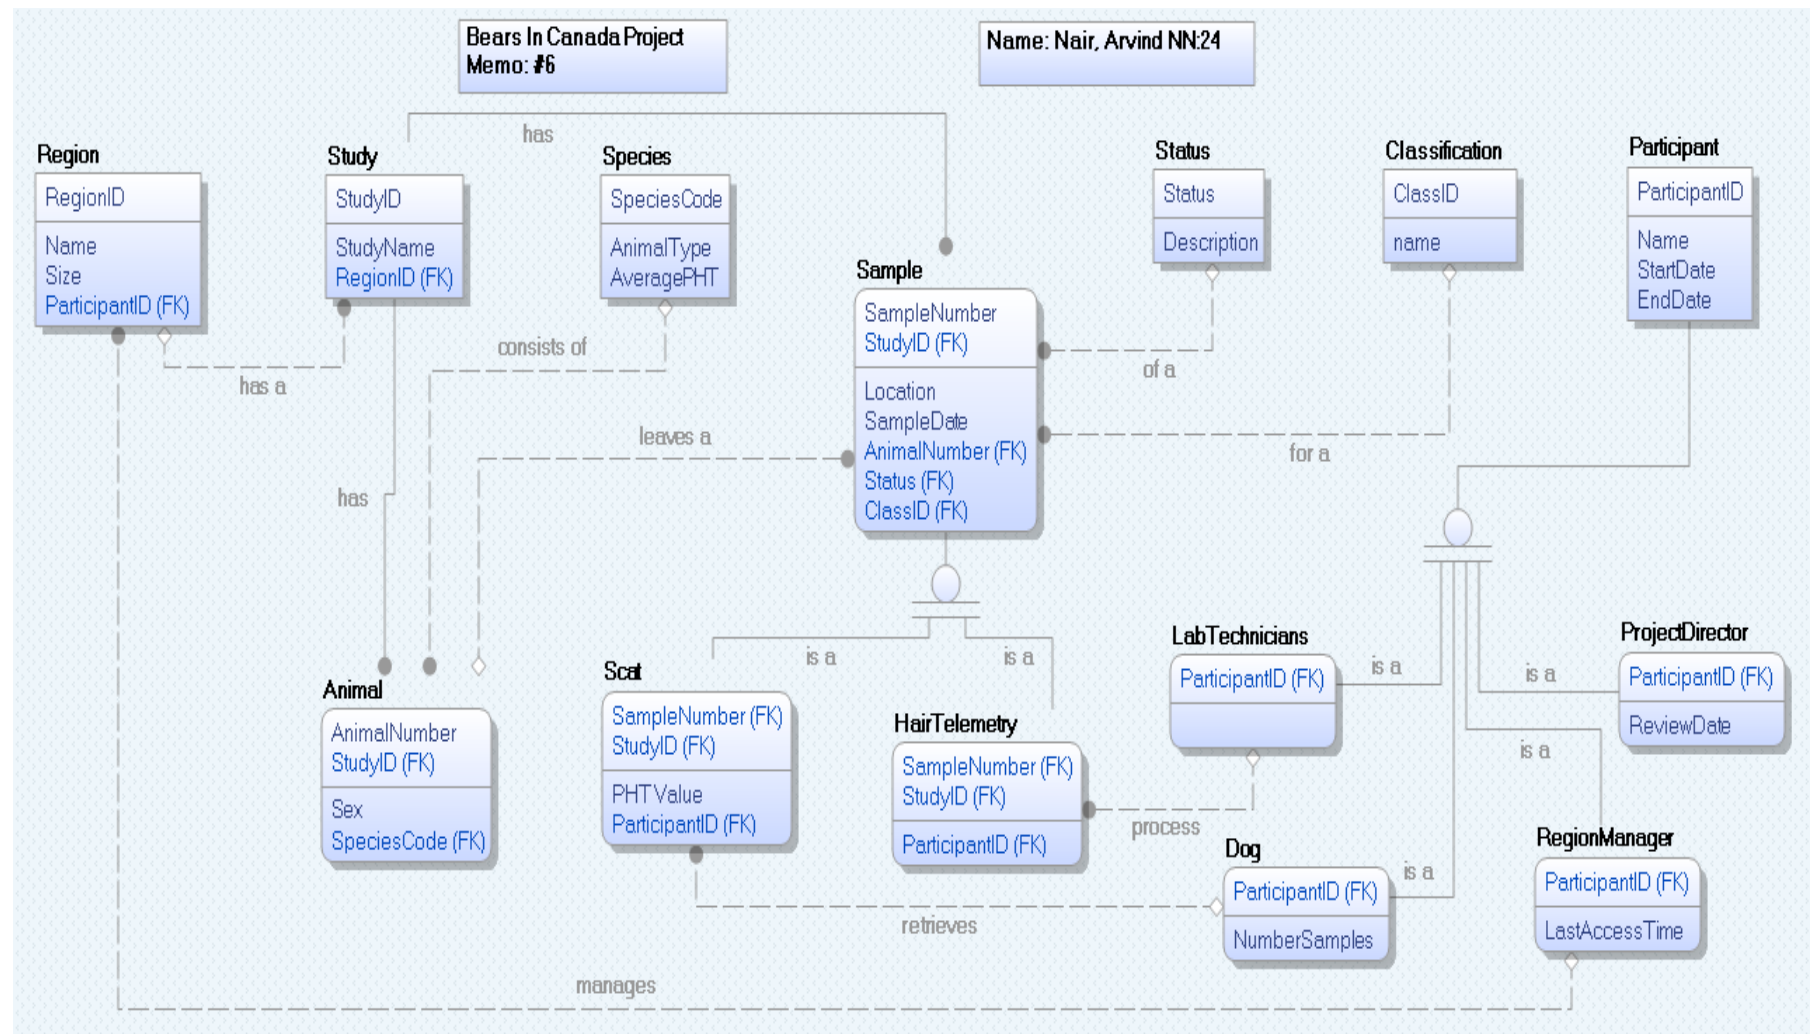 Bears In Canada Project
Memo: #6
Name: Nair, Arvind NN:24
has
Region
RegionID
Name
Size
ParticipantID (FK)
Study
StudyID
StudyName
RegionID (FK)
Species
SpeciesCode
AnimalType
AveragePHT
Status
Status
Description
Classification
ClassID
name
Participant
ParticipantID
Name
StartDate
EndDate
Sample
SampleNumber
StudyID (FK)
Location
SampleDate
AnimalNumber (FK)
Status (FK)
ClassID (FK)
has a
consists of
leaves a
has
of a
for a
Animal
AnimalNumber
StudyID (FK)
Sex
SpeciesCode (FK)
Scat
SampleNumber (FK)
StudyID (FK)
PHTValue
ParticipantID (FK)
is a
is a
HairTelemetry
SampleNumber (FK)
StudyID (FK)
ParticipantID (FK)
LabTechnicians
ParticipantID (FK)
is a
is a
is a
is a
ProjectDirector
ParticipantID (FK)
ReviewDate
process
Dog
ParticipantID (FK)
NumberSamples
RegionManager
ParticipantID (FK)
LastAccessTime
retrieves
manages